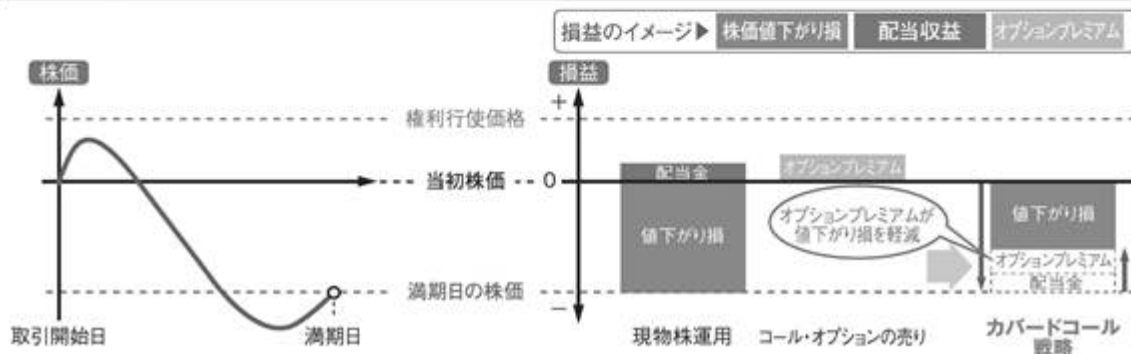 損益のイメージ▶ 株価値下がり損 配当収益 オプションプレミアム
株価
損益
+
権利行使価格
配当金
オプションプレミアム
当初株価
0
値下がり損
オプションプレミアムが
値下がり損を軽減
値下がり損
オプションプレミアム
配当金
満期日の株価
−
取引開始日
満期日
現物株運用
コール・オプションの売り
カバードコール
戦略